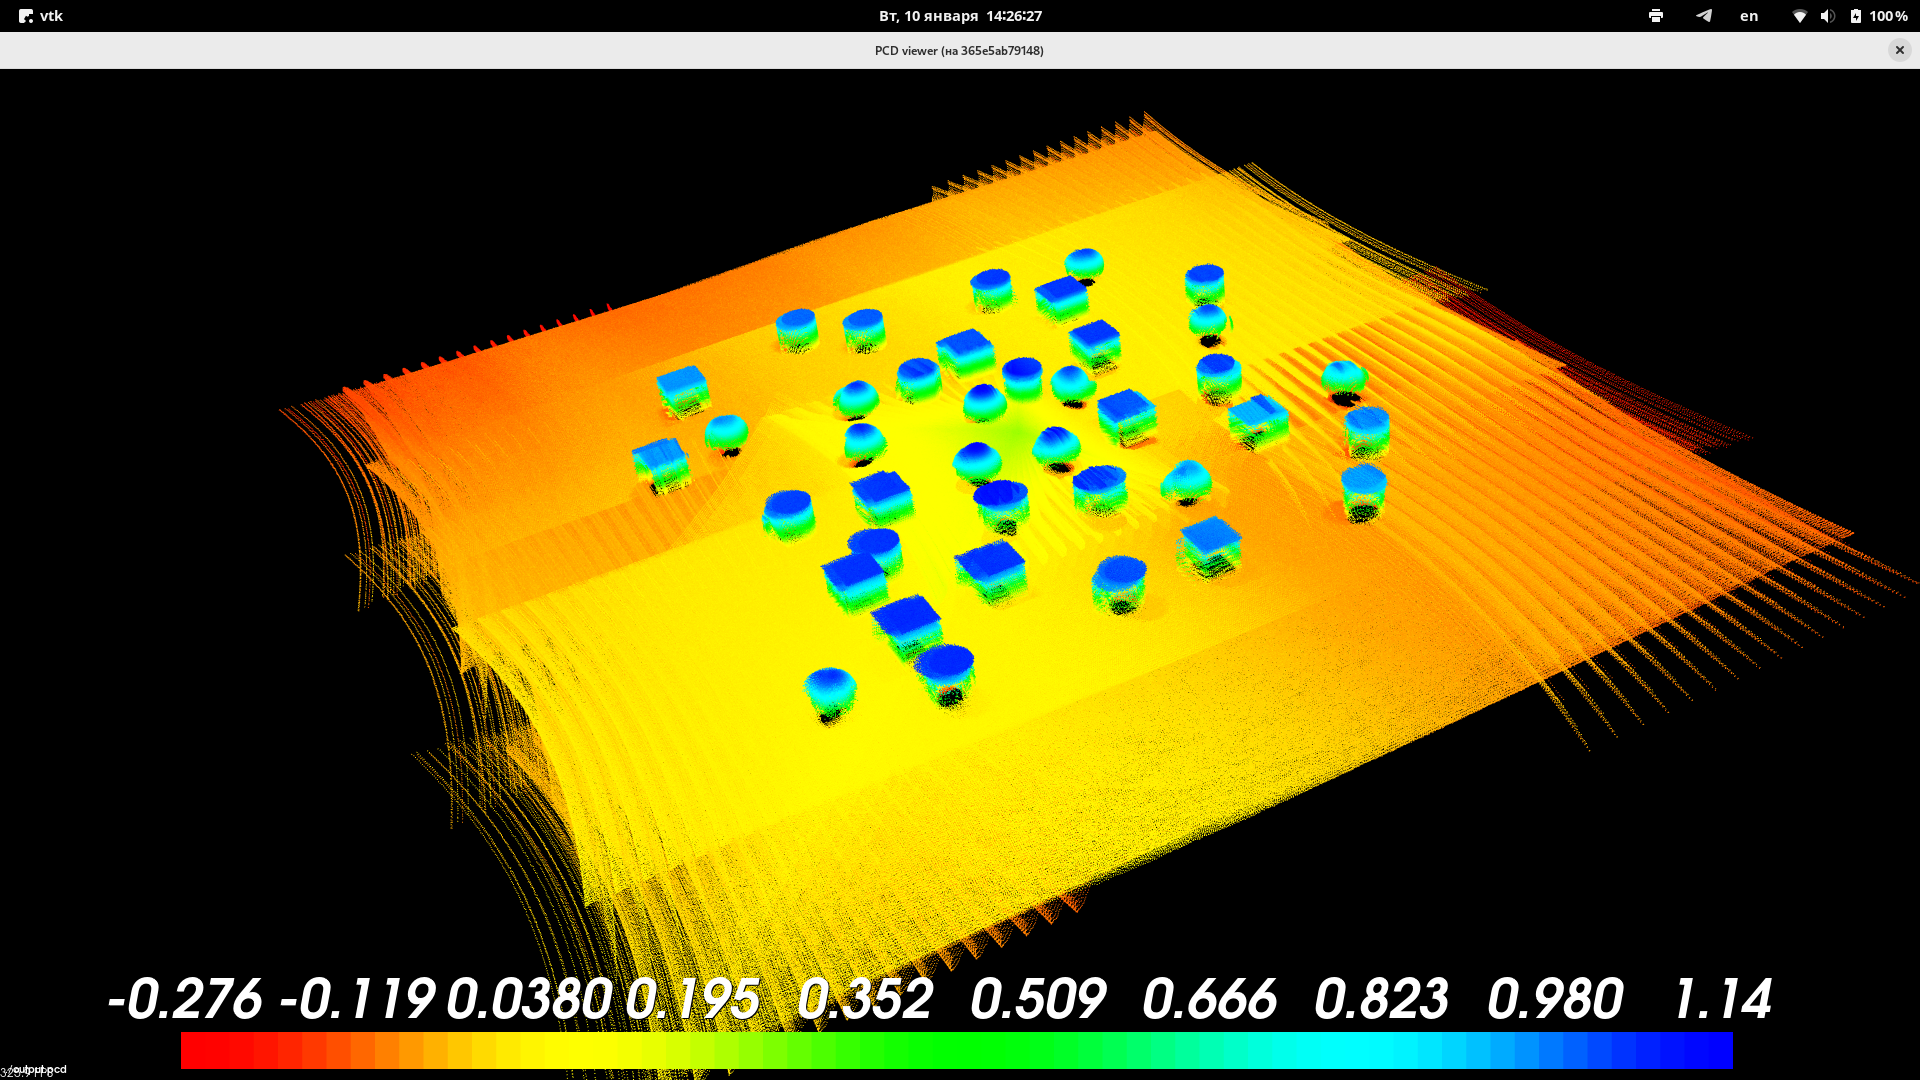 vtk
Вт, 10 января 14:26:27
en
100 %
PCD viewer (на 365e5ab79148)
-0.276 -0.119 0.0380 0.195 0.352 0.509 0.666 0.823 0.980 1.14